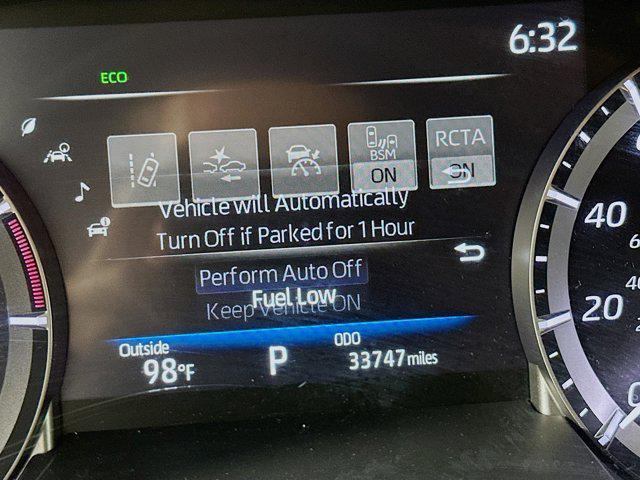 6:32
ECO
BSM
ON
RCTA
ON
Vehicle will Automatically
Turn Off if Parked for 1 Hour
Perform Auto Off
Fuel Low
Keep Vehicle ON
Outside
98°F
P
ODO
33747 miles
40
20
0